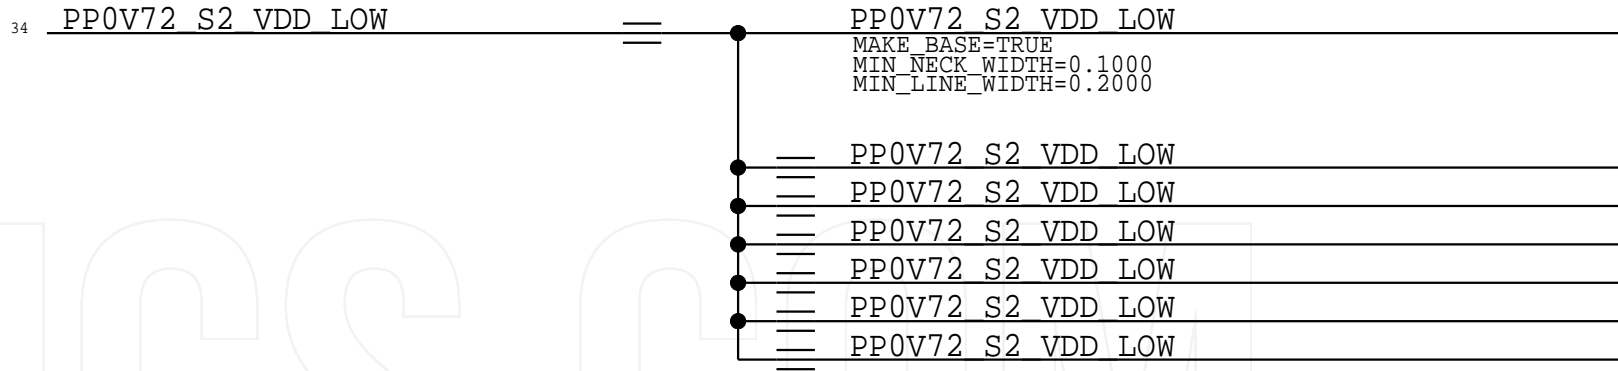 34 PP0V72_S2_VDD_LOW PP0V72_S2_VDD_LOW
MAKE_BASE=TRUE
MIN_NECK_WIDTH=0.1000
MIN_LINE_WIDTH=0.2000
PP0V72_S2_VDD_LOW
PP0V72_S2_VDD_LOW
PP0V72_S2_VDD_LOW
PP0V72_S2_VDD_LOW
PP0V72_S2_VDD_LOW
PP0V72_S2_VDD_LOW